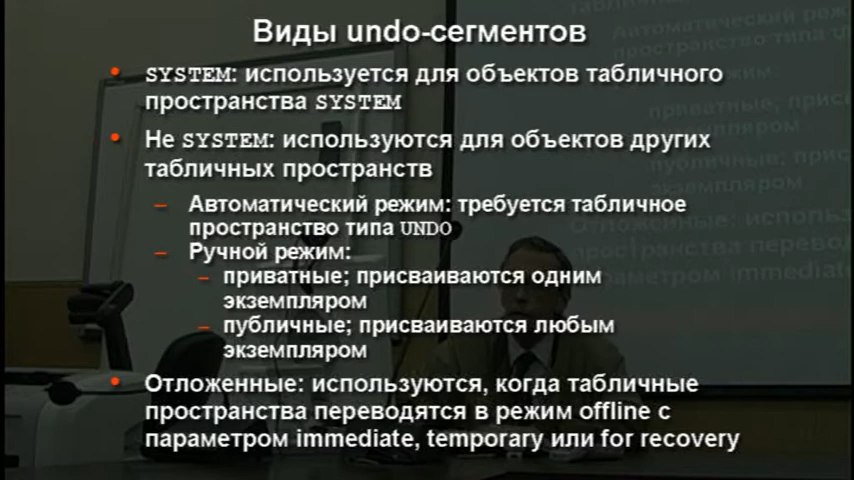 Виды undo-сегментов
• SYSTEM: используется для объектов табличного
пространства SYSTEM
• Не SYSTEM: используются для объектов других
табличных пространств
– Автоматический режим: требуется табличное
пространство типа UNDO
– Ручной режим:
– приватные; присваиваются одним
экземпляром
– публичные; присваиваются любым
экземпляром
• Отложенные: используются, когда табличные
пространства переводятся в режим offline с
параметром immediate, temporary или for recovery